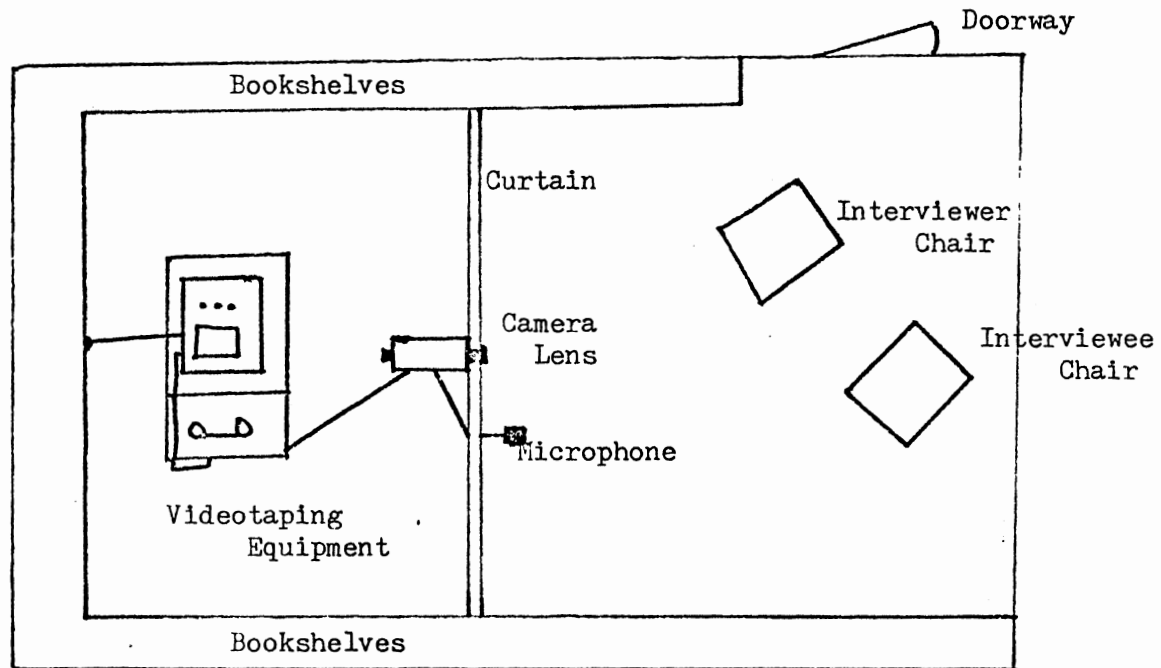 Doorway
Bookshelves
Curtain
Interviewer
Chair
Camera
Lens
Interviewee
Chair
Microphone
Videotaping
Equipment
Bookshelves